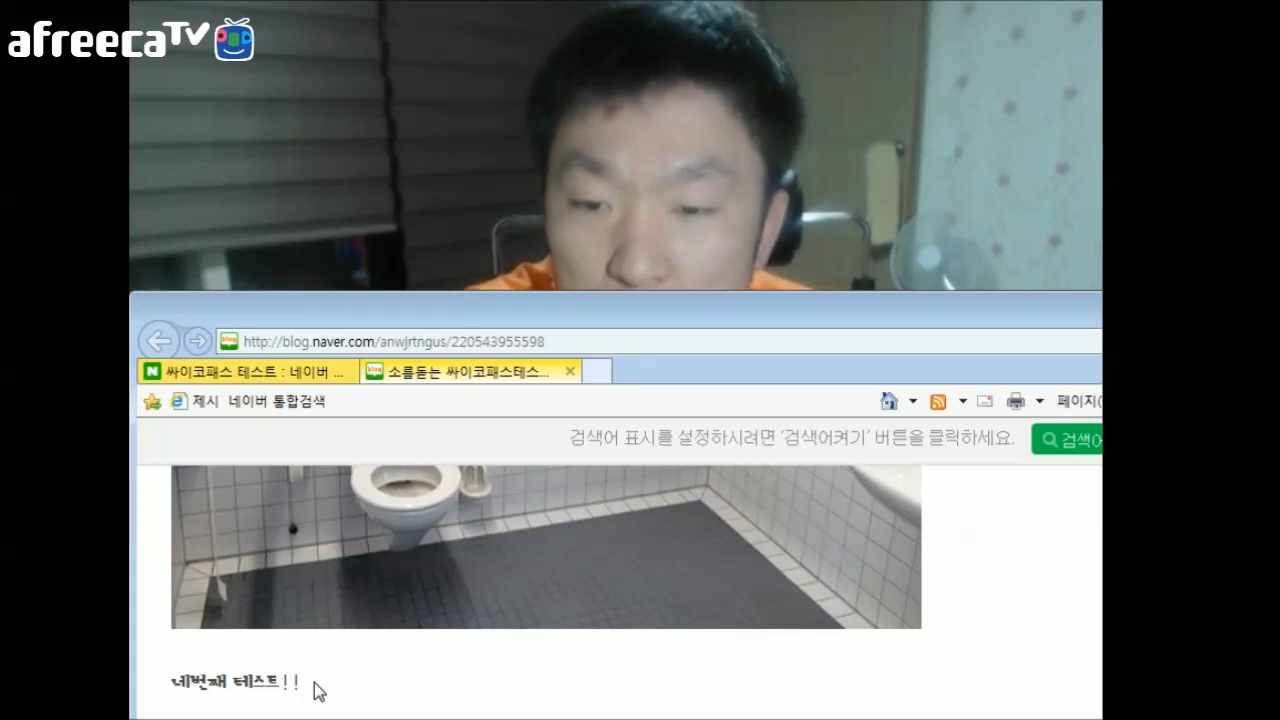 afreecaTV
http://blog.naver.com/anwjrtngus/220543955598
싸이코패스 테스트 : 네이버 ...
소름돋는 싸이코패스테스...
제시 네이버 통합검색
페이지(
검색어 표시를 설정하시려면 '검색어켜기' 버튼을 클릭하세요.
검색어
네번째 테스트!!